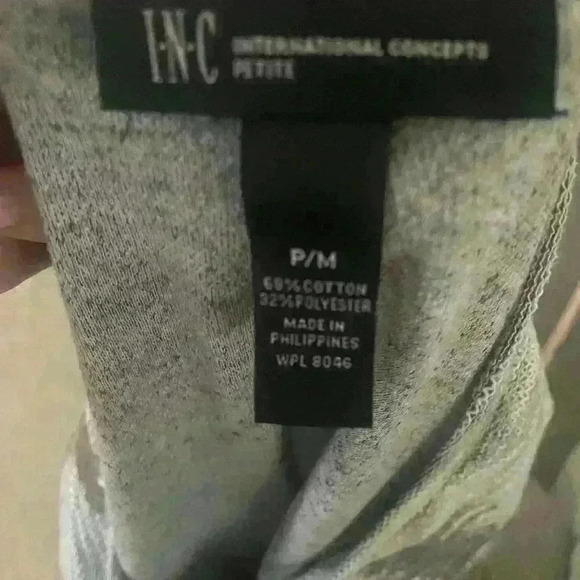 I·N·C INTERNATIONAL CONCEPTS
PETITE
P/M
68%COTTON
32%POLYESTER
MADE IN
PHILIPPINES
WPL 8046